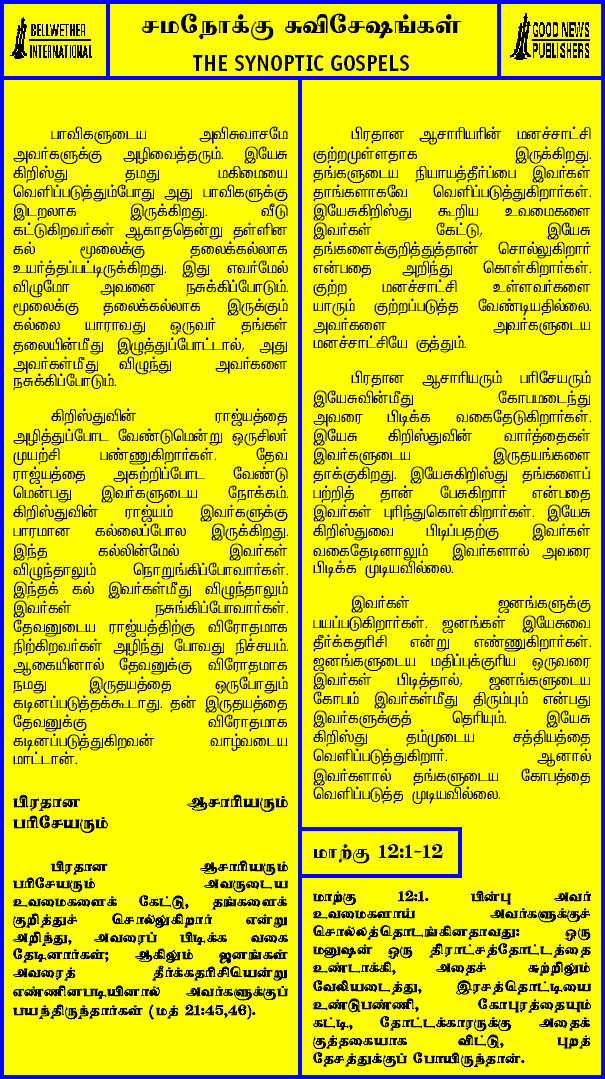 BELLWETHER
INTERNATIONAL
சமநோக்கு சுவிசேஷங்கள்
THE SYNOPTIC GOSPELS
GOOD NEWS
PUBLISHERS
பாவிகளுடைய அவிசுவாசமே
அவர்களுக்கு அழிவைத்தரும். இயேசு
கிறிஸ்து தமது மகிமையை
வெளிப்படுத்தும்போது அது பாவிகளுக்கு
இடறலாக இருக்கிறது. வீடு
கட்டுகிறவர்கள் ஆகாததென்று தள்ளின
கல் மூலைக்கு தலைக்கல்லாக
உயர்த்தப்பட்டிருக்கிறது. இது எவர்மேல்
விழுமோ அவனை நசுக்கிப்போடும்.
மூலைக்கு தலைக்கல்லாக இருக்கும்
கல்லை யாராவது ஒருவர் தங்கள்
தலையின்மீது இழுத்துப்போட்டால், அது
அவர்கள்மீது விழுந்து அவர்களை
நசுக்கிப்போடும்.
கிறிஸ்துவின் ராஜ்யத்தை
அழித்துப்போட வேண்டுமென்று ஒருசிலர்
முயற்சி பண்ணுகிறார்கள். தேவ
ராஜ்யத்தை அகற்றிப்போட வேண்டு
மென்பது இவர்களுடைய நோக்கம்.
கிறிஸ்துவின் ராஜ்யம் இவர்களுக்கு
பாரமான கல்லைப்போல இருக்கிறது.
இந்த கல்லின்மேல் இவர்கள்
விழுந்தாலும் நொறுங்கிப்போவார்கள்.
இந்தக் கல் இவர்கள்மீது விழுந்தாலும்
இவர்கள் நசுங்கிப்போவார்கள்.
தேவனுடைய ராஜ்யத்திற்கு விரோதமாக
நிற்கிறவர்கள் அழிந்து போவது நிச்சயம்.
ஆகையினால் தேவனுக்கு விரோதமாக
நமது இருதயத்தை ஒருபோதும்
கடினப்படுத்தக்கூடாது. தன் இருதயத்தை
தேவனுக்கு விரோதமாக
கடினப்படுத்துகிறவன் வாழ்வடைய
மாட்டான்.
பிரதான ஆசாரியரும்
பரிசேயரும்
பிரதான ஆசாரியரும்
பரிசேயரும் அவருடைய
உவமைகளைக் கேட்டு, தங்களைக்
குறித்துச் சொல்லுகிறார் என்று
அறிந்து, அவரைப் பிடிக்க வகை
தேடினார்கள்; ஆகிலும் ஜனங்கள்
அவரைத் தீர்க்கதரிசியென்று
எண்ணினபடியினால் அவர்களுக்குப்
பயந்திருந்தார்கள் (மத் 21:45,46).
பிரதான ஆசாரியரின் மனச்சாட்சி
குற்றமுள்ளதாக இருக்கிறது.
தங்களுடைய நியாயத்தீர்ப்பை இவர்கள்
தாங்களாகவே வெளிப்படுத்துகிறார்கள்.
இயேசுகிறிஸ்து கூறிய உவமைகளை
இவர்கள் கேட்டு, இயேசு
தங்களைக்குறித்துத்தான் சொல்லுகிறார்
என்பதை அறிந்து கொள்கிறார்கள்.
குற்ற மனச்சாட்சி உள்ளவர்களை
யாரும் குற்றப்படுத்த வேண்டியதில்லை.
அவர்களை அவர்களுடைய
மனச்சாட்சியே குத்தும்.
பிரதான ஆசாரியரும் பரிசேயரும்
இயேசுவின்மீது கோபமடைந்து
அவரை பிடிக்க வகைதேடுகிறார்கள்.
இயேசு கிறிஸ்துவின் வார்த்தைகள்
இவர்களுடைய இருதயங்களை
தாக்குகிறது. இயேசுகிறிஸ்து தங்களைப்
பற்றித் தான் பேசுகிறார் என்பதை
இவர்கள் புரிந்துகொள்கிறார்கள். இயேசு
கிறிஸ்துவை பிடிப்பதற்கு இவர்கள்
வகைதேடினாலும் இவர்களால் அவரை
பிடிக்க முடியவில்லை.
இவர்கள் ஜனங்களுக்கு
பயப்படுகிறார்கள். ஜனங்கள் இயேசுவை
தீர்க்கதரிசி என்று எண்ணுகிறார்கள்.
ஜனங்களுடைய மதிப்புக்குரிய ஒருவரை
இவர்கள் பிடித்தால், ஜனங்களுடைய
கோபம் இவர்கள்மீது திரும்பும் என்பது
இவர்களுக்குத் தெரியும். இயேசு
கிறிஸ்து தம்முடைய சத்தியத்தை
வெளிப்படுத்துகிறார். ஆனால்
இவர்களால் தங்களுடைய கோபத்தை
வெளிப்படுத்த முடியவில்லை.
மாற்கு 12:1-12
மாற்கு 12:1. பின்பு அவர்
உவமைகளாய் அவர்களுக்குச்
சொல்லத்தொடங்கினதாவது: ஒரு
மனுஷன் ஒரு திராட்சத்தோட்டத்தை
உண்டாக்கி, அதைச் சுற்றிலும்
வேலியடைத்து, இரசத்தொட்டியை
உண்டுபண்ணி, கோபுரத்தையும்
கட்டி, தோட்டக்காரருக்கு அதைக்
குத்தகையாக விட்டு, புறத்
தேசத்துக்குப் போயிருந்தான்.